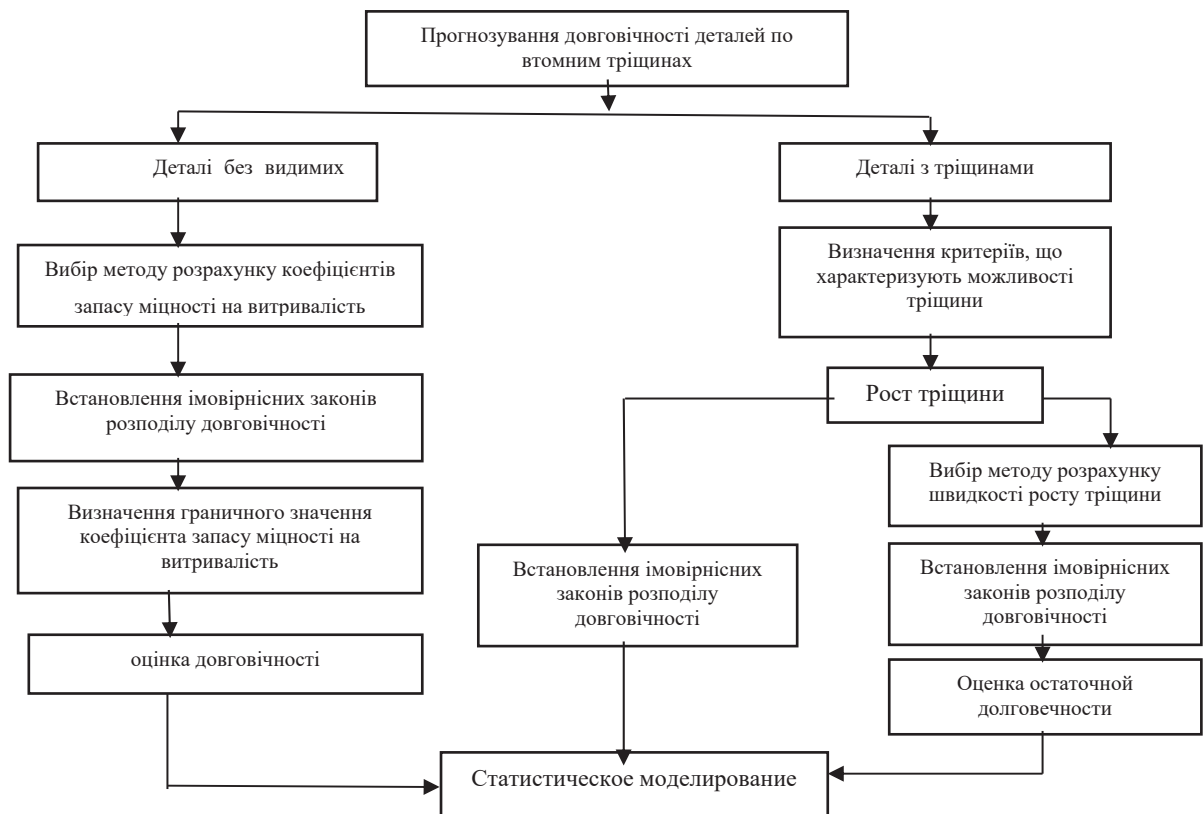 Прогнозування довговічності деталей по
втомним тріщинах
Деталі без видимих
Вибір методу розрахунку коефіцієнтів
запасу міцності на витривалість
Встановлення імовірнісних законів
розподілу довговічності
Визначення граничного значення
коефіцієнта запасу міцності на
витривалість
оцінка довговічності
Деталі з тріщинами
Визначення критеріїв, що
характеризують можливості
тріщини
Рост тріщини
Встановлення імовірнісних
законів розподілу
довговічності
Вибір методу розрахунку
швидкості росту тріщини
Встановлення імовірнісних
законів розподілу
довговічності
Оценка остаточной
долговечности
Статистическое моделирование